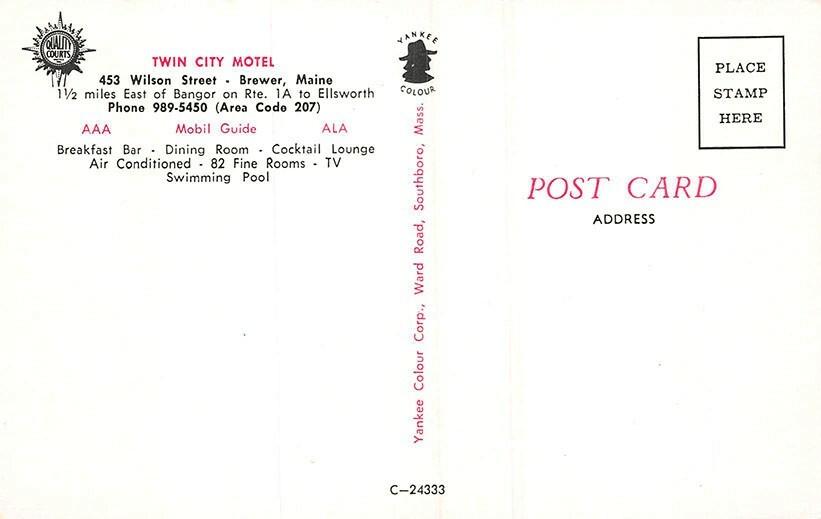 QUALITY
COURTS
TWIN CITY MOTEL
453 Wilson Street - Brewer, Maine
1½ miles East of Bangor on Rte. 1A to Ellsworth
Phone 989-5450 (Area Code 207)
AAA Mobil Guide ALA
Breakfast Bar - Dining Room - Cocktail Lounge
Air Conditioned - 82 Fine Rooms - TV
Swimming Pool
YANKEE
COLOUR
Yankee Colour Corp., Ward Road, Southboro, Mass.
C—24333
PLACE
STAMP
HERE
POST CARD
ADDRESS